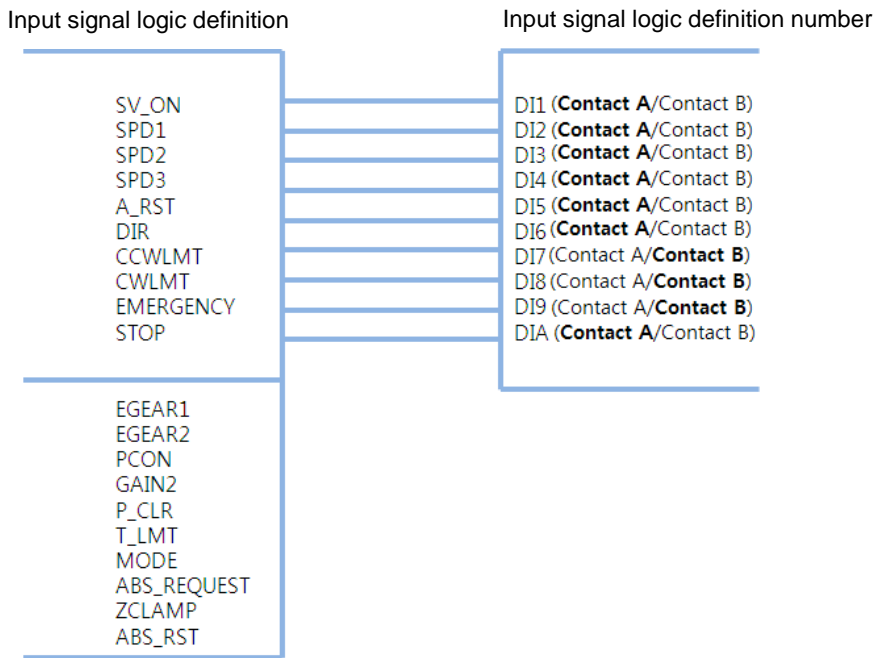 Input signal logic definition
Input signal logic definition number
SV_ON
SPD1
SPD2
SPD3
A_RST
DIR
CCWLMT
CWLMT
EMERGENCY
STOP
DI1 (Contact A/Contact B)
DI2 (Contact A/Contact B)
DI3 (Contact A/Contact B)
DI4 (Contact A/Contact B)
DI5 (Contact A/Contact B)
DI6 (Contact A/Contact B)
DI7 (Contact A/Contact B)
DI8 (Contact A/Contact B)
DI9 (Contact A/Contact B)
DIA (Contact A/Contact B)
EGEAR1
EGEAR2
PCON
GAIN2
P_CLR
T_LMT
MODE
ABS_REQUEST
ZCLAMP
ABS_RST